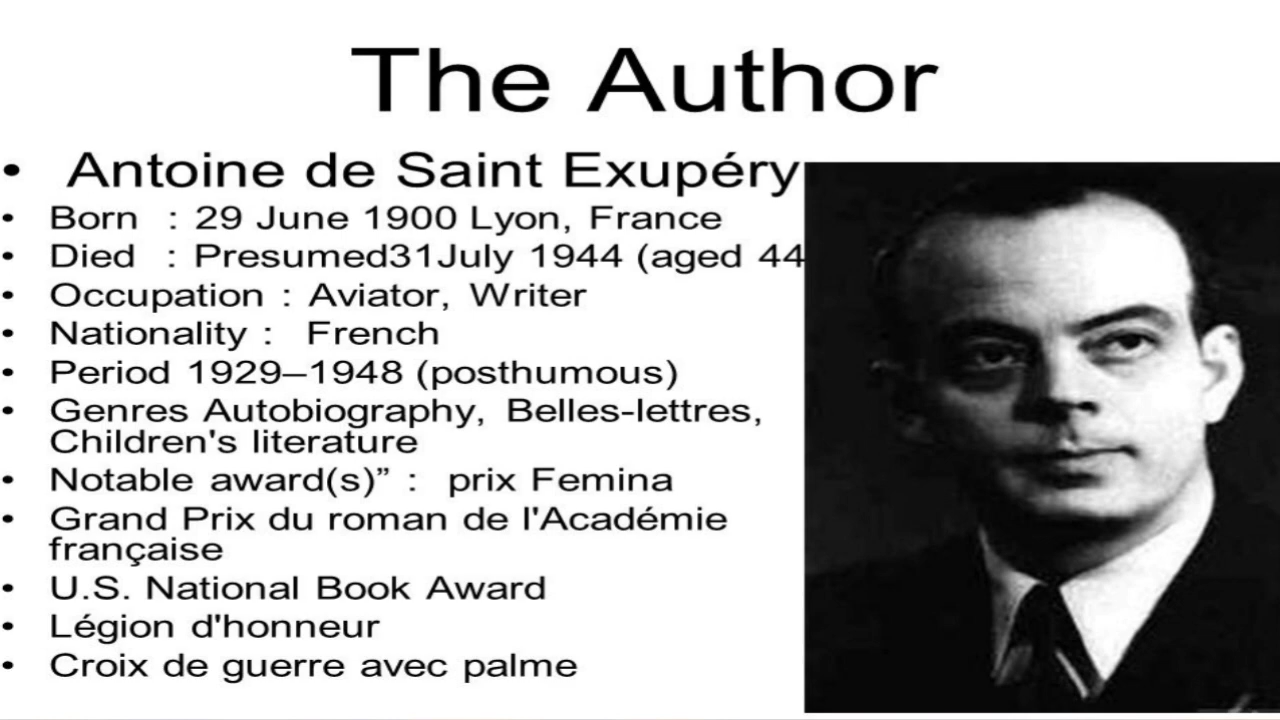 The Author
• Antoine de Saint Exupéry
• Born : 29 June 1900 Lyon, France
• Died : Presumed31July 1944 (aged 44
• Occupation : Aviator, Writer
• Nationality : French
• Period 1929–1948 (posthumous)
• Genres Autobiography, Belles-lettres,
Children's literature
• Notable award(s)” : prix Femina
• Grand Prix du roman de l'Académie
française
• U.S. National Book Award
• Légion d'honneur
• Croix de guerre avec palme